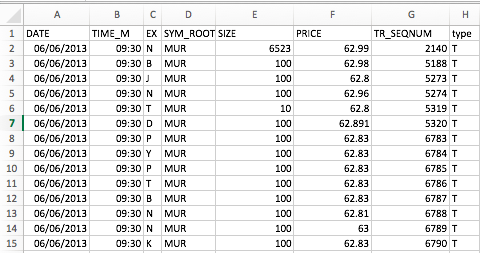 A B C D E F G H
1 DATE TIME_M EX SYM_ROOT SIZE PRICE TR_SEQNUM type
2 06/06/2013 09:30 N MUR 6523 62.99 2140 T
3 06/06/2013 09:30 B MUR 100 62.98 5188 T
4 06/06/2013 09:30 J MUR 100 62.8 5273 T
5 06/06/2013 09:30 N MUR 100 62.96 5274 T
6 06/06/2013 09:30 T MUR 10 62.8 5319 T
7 06/06/2013 09:30 D MUR 100 62.891 5320 T
8 06/06/2013 09:30 P MUR 100 62.83 6783 T
9 06/06/2013 09:30 Y MUR 100 62.83 6784 T
10 06/06/2013 09:30 P MUR 100 62.83 6785 T
11 06/06/2013 09:30 T MUR 100 62.83 6786 T
12 06/06/2013 09:30 B MUR 100 62.83 6787 T
13 06/06/2013 09:30 N MUR 100 62.81 6788 T
14 06/06/2013 09:30 N MUR 100 63 6789 T
15 06/06/2013 09:30 K MUR 100 62.83 6790 T